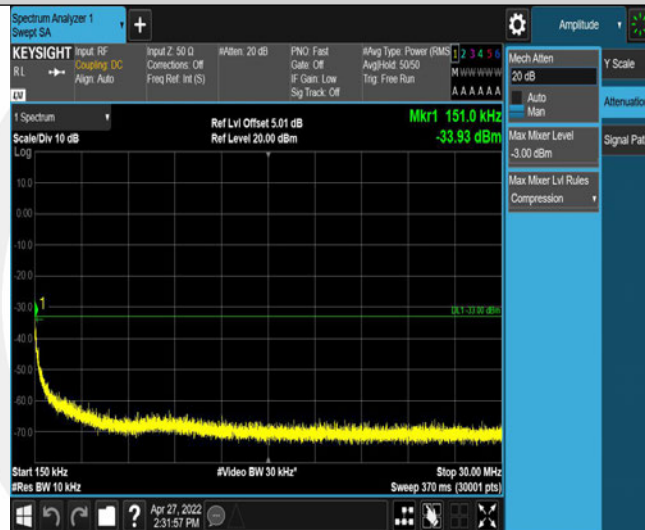 Spectrum Analyzer 1
Swept SA
+
Amplitude
KEYSIGHT
RL
LXI
Input: RF
Coupling: DC
Align: Auto
Input Z: 50 Ω
Corrections: Off
Freq Ref: Int (S)
#Atten: 20 dB
PNO: Fast
Gate: Off
IF Gain: Low
Sig Track: Off
#Avg Type: Power (RMS
Avg|Hold: 50/50
Trig: Free Run
1 2 3 4 5 6
M W W W W W
A A A A A A
1 Spectrum
Scale/Div 10 dB
Log
Ref Lvl Offset 5.01 dB
Ref Level 20.00 dBm
Mkr1 151.0 kHz
-33.93 dBm
10.0
0.00
-10.0
-20.0
-30.0
-40.0
-50.0
-60.0
-70.0
1
DL1 -33.00 dBm
Start 150 kHz
#Res BW 10 kHz
#Video BW 30 kHz*
Stop 30.00 MHz
Sweep 370 ms (30001 pts)
Mech Atten
20 dB
Auto
Man
Max Mixer Level
-3.00 dBm
Max Mixer Lvl Rules
Compression
Y Scale
Attenuation
Signal Pat
?
Apr 27, 2022
2:31:57 PM